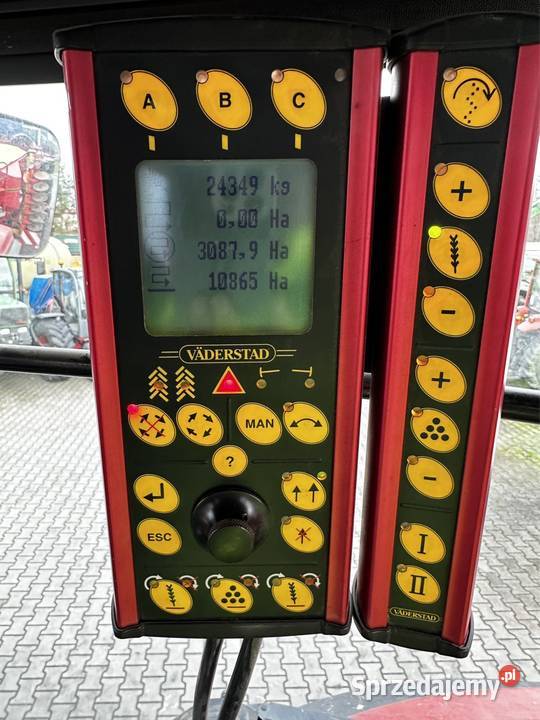 A B C
24349 kg
0,00 Ha
3087,9 Ha
10865 Ha
VÄDERSTAD
MAN
?
ESC
+
-
+
-
I
II
VÄDERSTAD
Sprzedajemy.pl